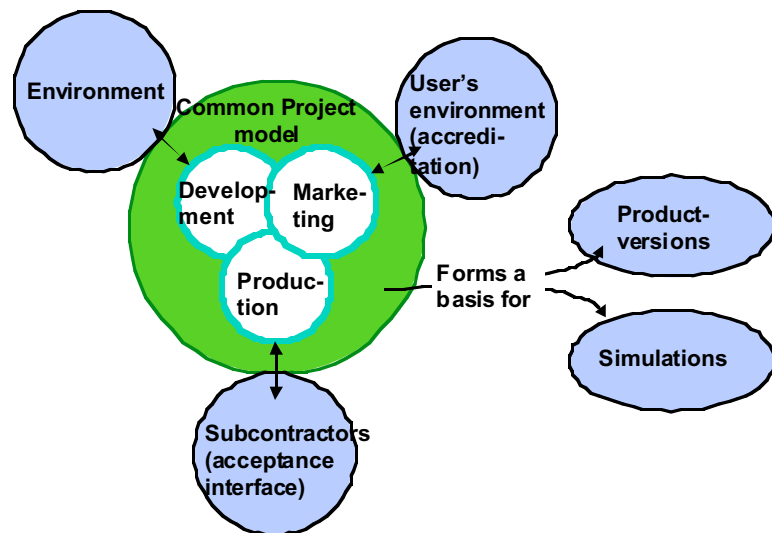 Environment
Common Project
model
User's
environment
(accredi-
tation)
Develop-
ment
Marke-
ting
Produc-
tion
Subcontractors
(acceptance
interface)
Forms a
basis for
Product-
versions
Simulations